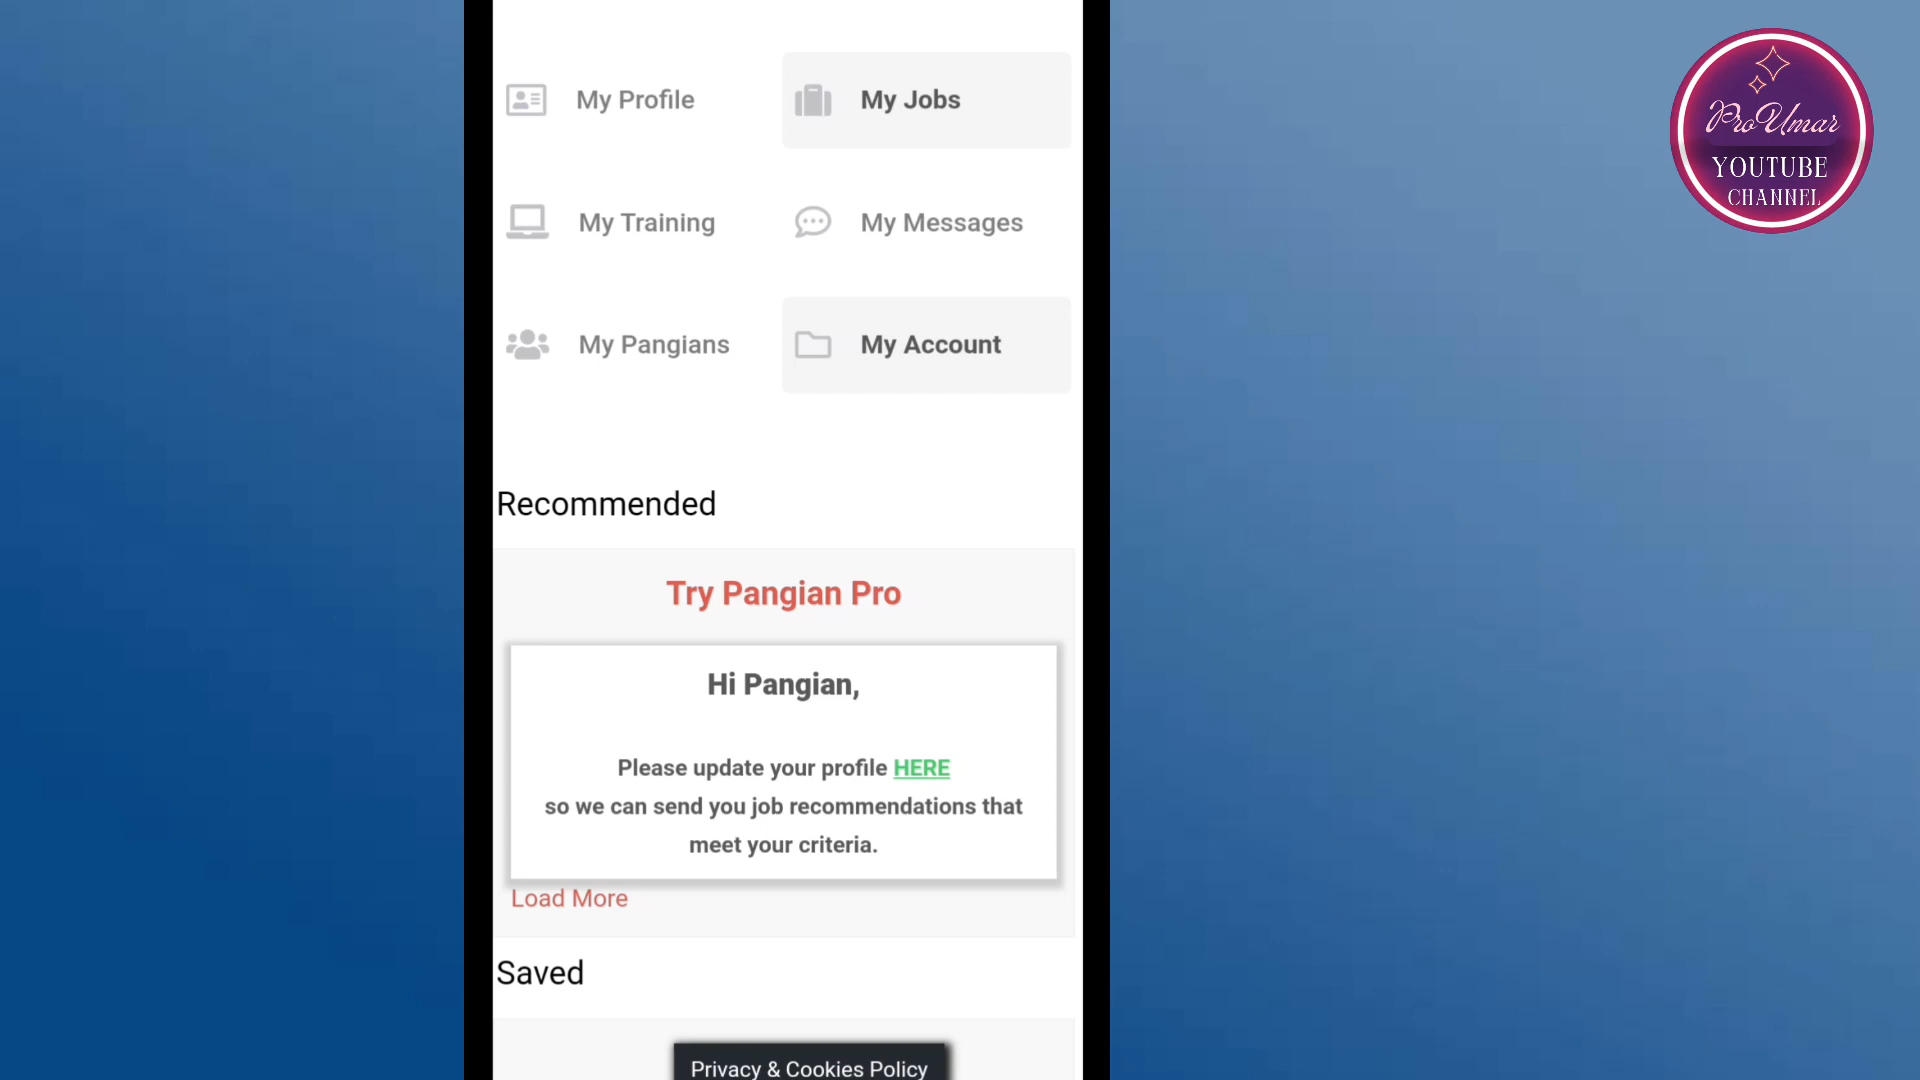 My Profile
My Jobs
My Training
My Messages
My Pangians
My Account
Recommended
Try Pangian Pro
Hi Pangian,
Please update your profile HERE
so we can send you job recommendations that
meet your criteria.
Load More
Saved
Privacy & Cookies Policy
ProUmar
YOUTUBE
CHANNEL